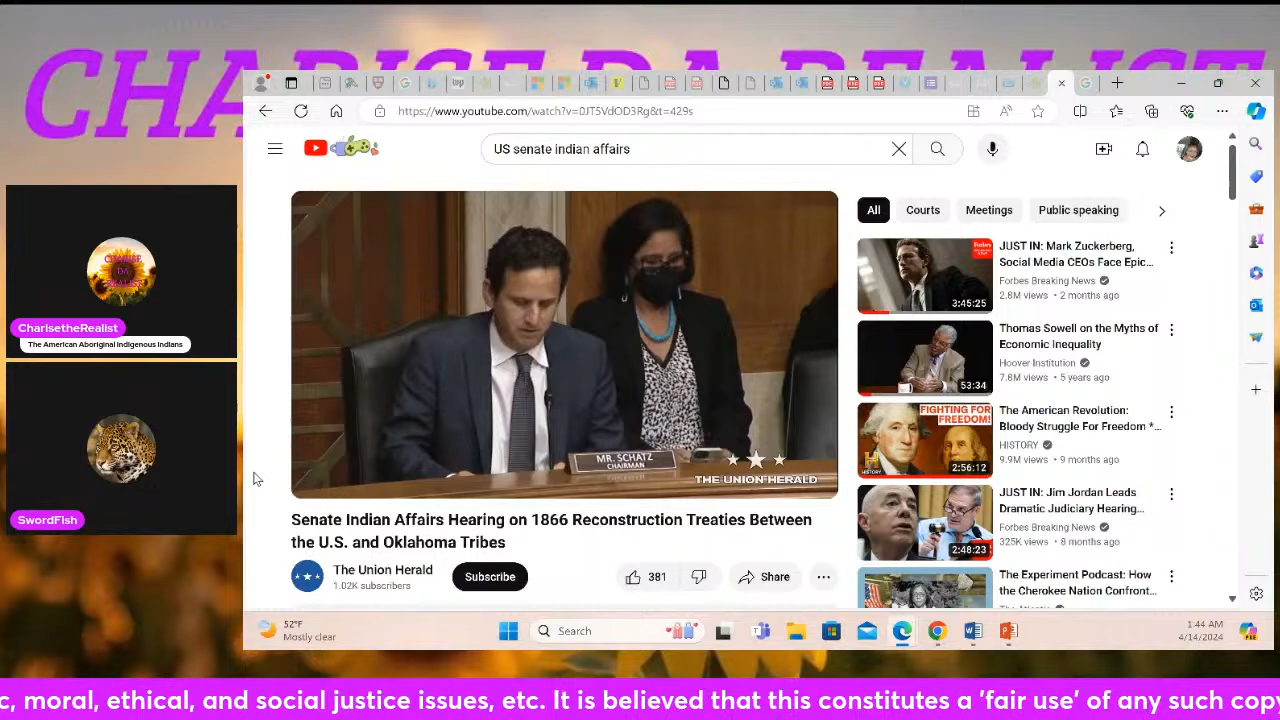 CHARISE DA REALIST
https://www.youtube.com/watch?v=0JT5VdOD3Rg&t=429s
US senate indian affairs
All
Courts
Meetings
Public speaking
MR. SCHATZ
CHAIRMAN
THE UNION HERALD
Senate Indian Affairs Hearing on 1866 Reconstruction Treaties Between
the U.S. and Oklahoma Tribes
The Union Herald
1.02K subscribers
Subscribe
381
Share
Forbes
3:45:25
JUST IN: Mark Zuckerberg,
Social Media CEOs Face Epic...
Forbes Breaking News
2.8M views • 2 months ago
53:34
Thomas Sowell on the Myths of
Economic Inequality
Hoover Institution
7.8M views • 5 years ago
FIGHTING FOR
FREEDOM!
HISTORY
2:56:12
The American Revolution:
Bloody Struggle For Freedom *...
HISTORY
9.9M views • 9 months ago
2:48:23
JUST IN: Jim Jordan Leads
Dramatic Judiciary Hearing...
Forbes Breaking News
325K views • 8 months ago
The Experiment Podcast: How
the Cherokee Nation Confront...
CHARISE
DA
REALIST
CharisetheRealist
The American Aboriginal Indigenous Indians
SwordFish
52°F
Mostly clear
Search
1:44 AM
4/14/2024
c, moral, ethical, and social justice issues, etc. It is believed that this constitutes a 'fair use' of any such copy